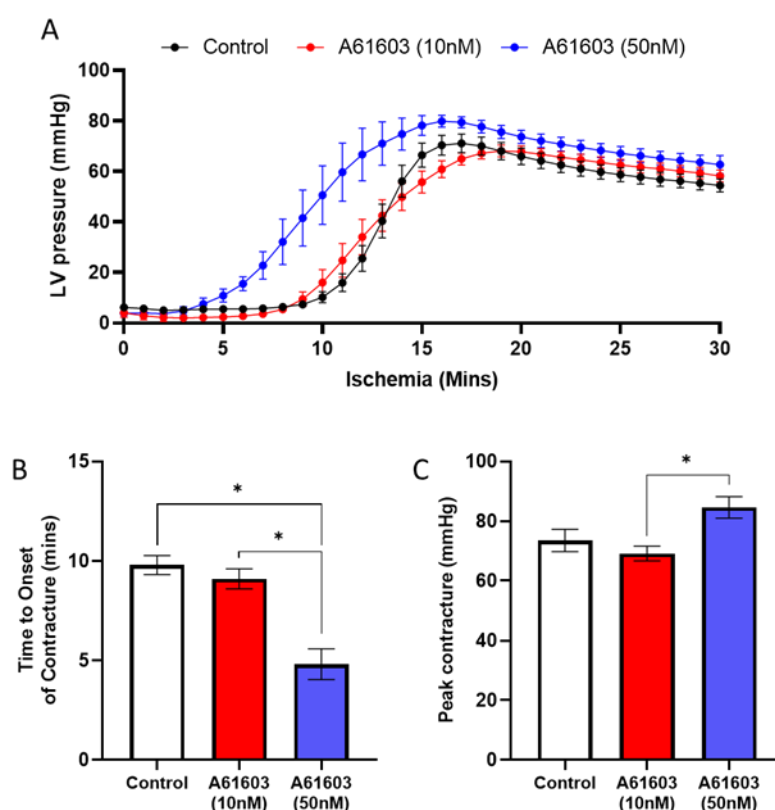 A
Control A61603 (10nM) A61603 (50nM)
LV pressure (mmHg)
100
80
60
40
20
0
0 5 10 15 20 25 30
Ischemia (Mins)
B
Time to Onset
of Contracture (mins)
15
10
5
0
*
*
Control A61603 A61603
(10nM) (50nM)
C
Peak contracture (mmHg)
100
80
60
40
20
0
*
Control A61603 A61603
(10nM) (50nM)